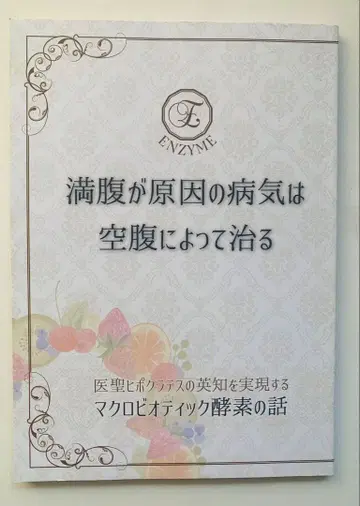 E
ENZYME
満腹が原因の病気は
空腹によって治る
医聖ヒポクラテスの英知を実現する
マクロビオティック酵素の話